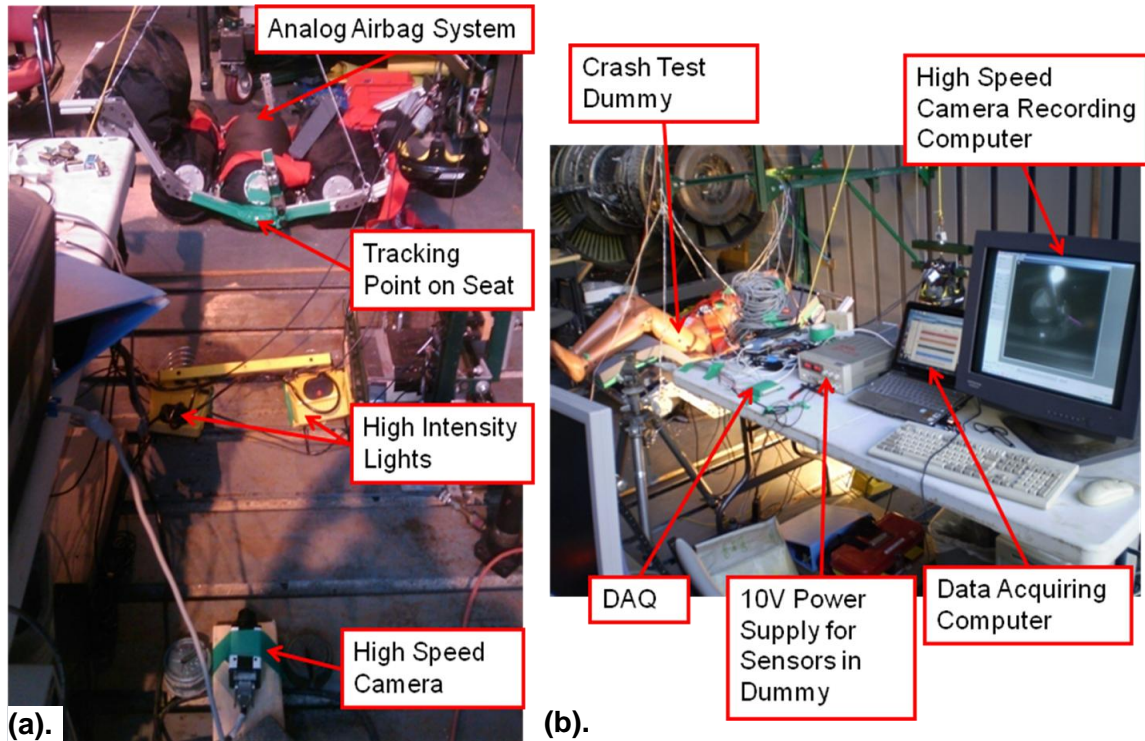 Analog Airbag System
Tracking
Point on Seat
High Intensity
Lights
High Speed
Camera
(a).
Crash Test
Dummy
High Speed
Camera Recording
Computer
DAQ
10V Power
Supply for
Sensors in
Dummy
Data Acquiring
Computer
(b).